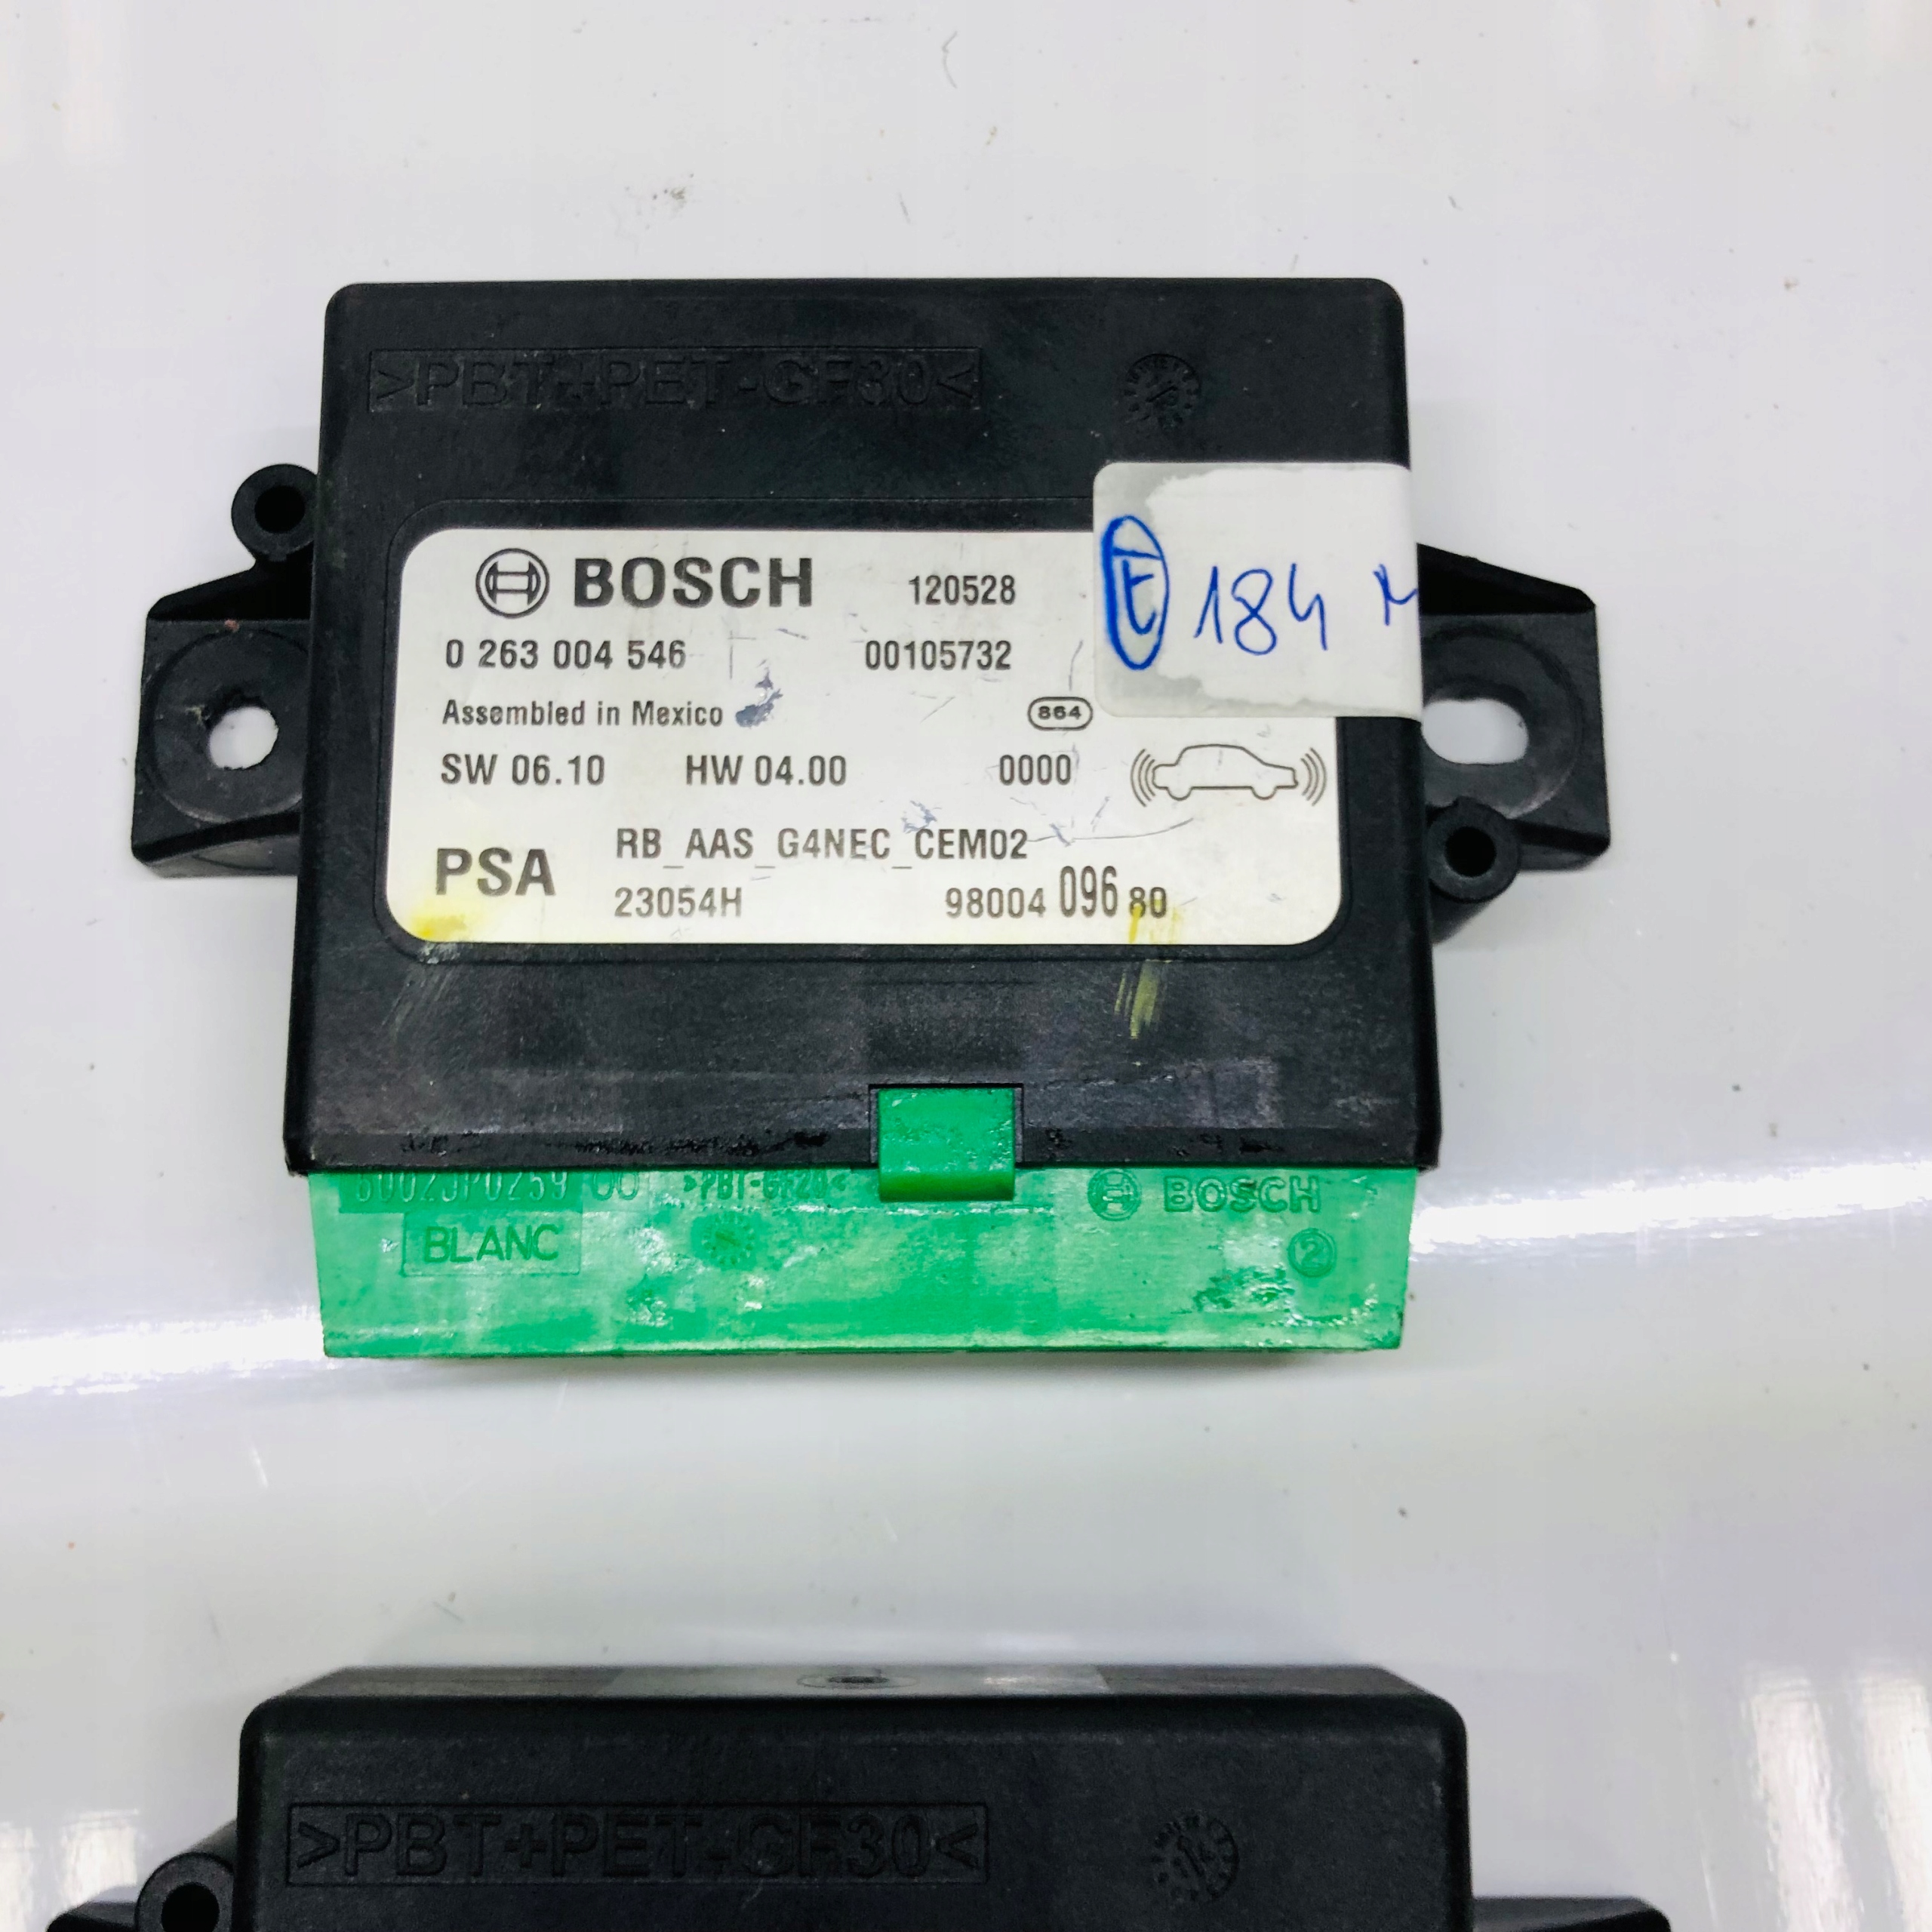 >PBT+PET-GF30<
BOSCH 120528
0 263 004 546 00105732
E 184
Assembled in Mexico 864
SW 06.10 HW 04.00 0000
RB_AAS_G4NEC_CEM02
PSA
23054H 98004 096 80
>PBT-GF20< BOSCH
BLANC 2
>PBT+PET-GF30<